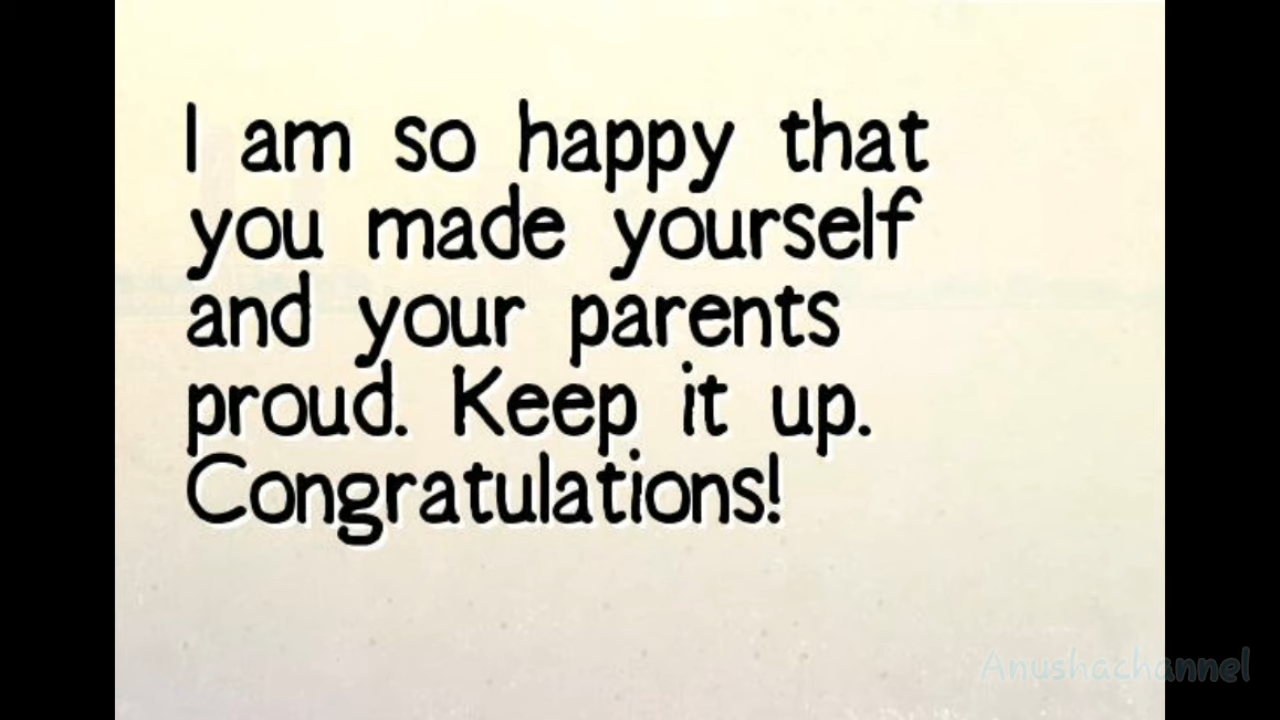 I am so happy that
you made yourself
and your parents
proud. Keep it up.
Congratulations!
Anushachannel